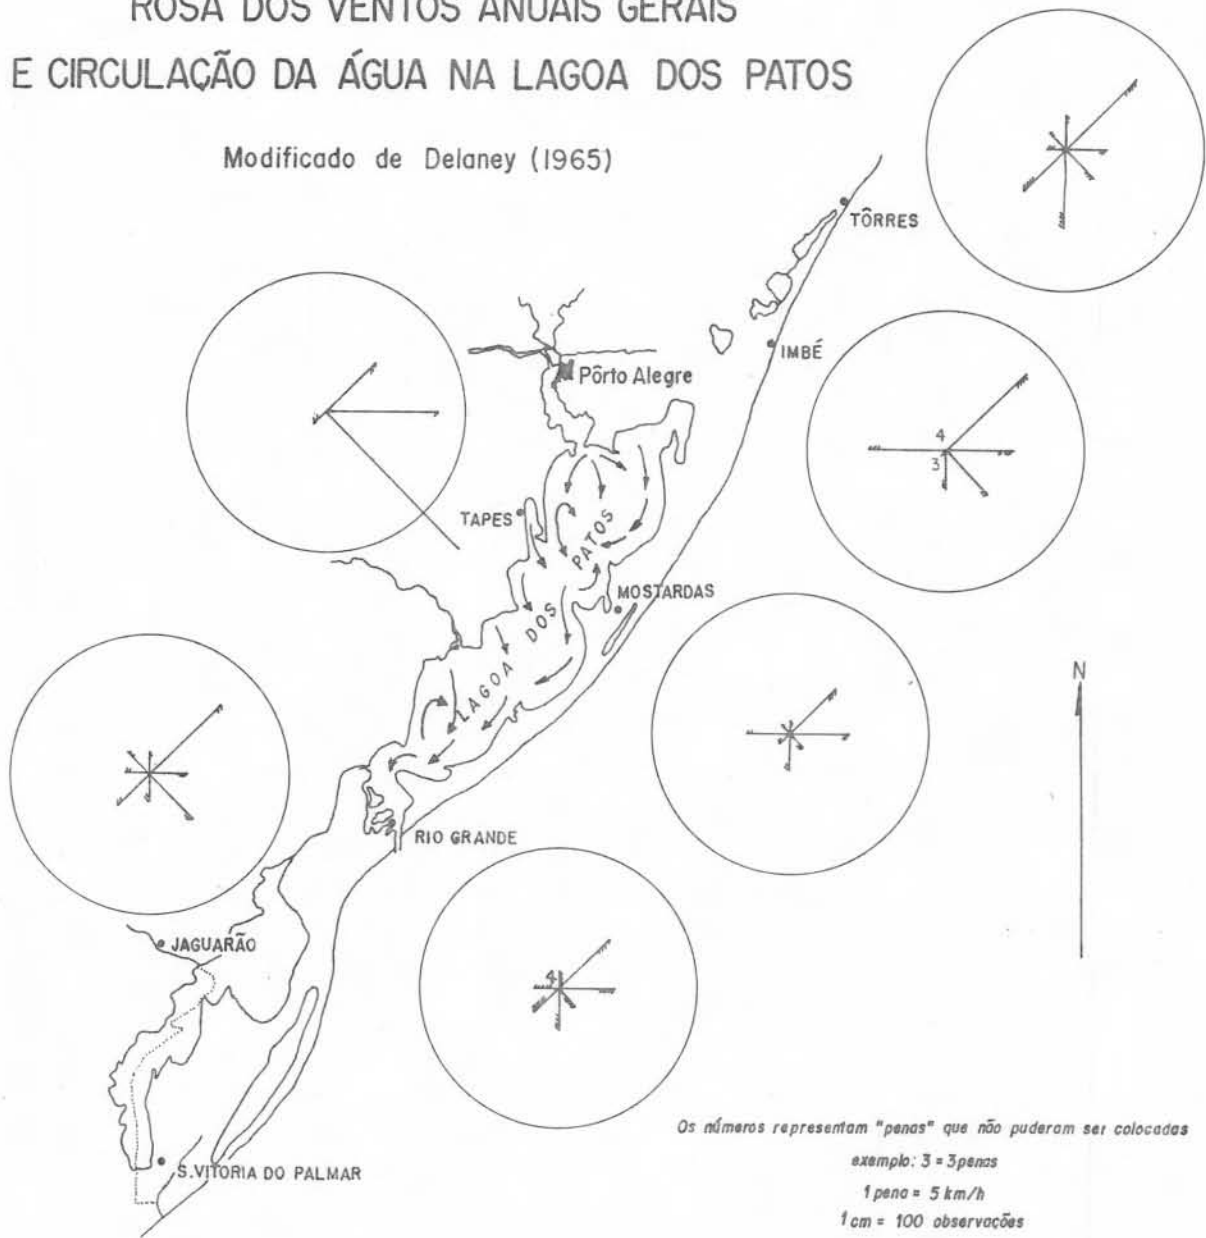 ROSA DOS VENTOS ANUAIS GERAIS
E CIRCULAÇÃO DA ÁGUA NA LAGOA DOS PATOS
Modificado de Delaney (1965)
TÔRRES
IMBÉ
Pôrto Alegre
4
3
TAPES
LAGOA DOS PATOS
MOSTARDAS
N
RIO GRANDE
JAGUARÃO
4
S.VITORIA DO PALMAR
Os números representam "penas" que não puderam ser colocadas
exemplo: 3 = 3penas
1 pena = 5 km/h
1 cm = 100 observações